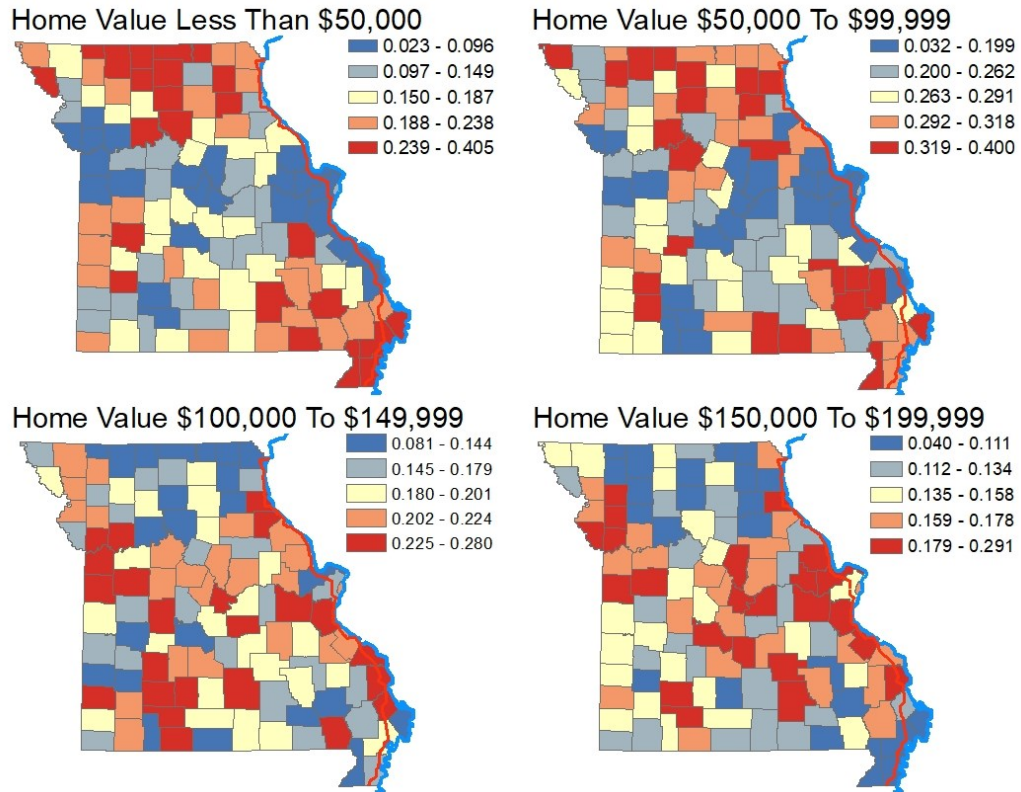 Home Value Less Than $50,000
0.023 - 0.096
0.097 - 0.149
0.150 - 0.187
0.188 - 0.238
0.239 - 0.405
Home Value $50,000 To $99,999
0.032 - 0.199
0.200 - 0.262
0.263 - 0.291
0.292 - 0.318
0.319 - 0.400
Home Value $100,000 To $149,999
0.081 - 0.144
0.145 - 0.179
0.180 - 0.201
0.202 - 0.224
0.225 - 0.280
Home Value $150,000 To $199,999
0.040 - 0.111
0.112 - 0.134
0.135 - 0.158
0.159 - 0.178
0.179 - 0.291